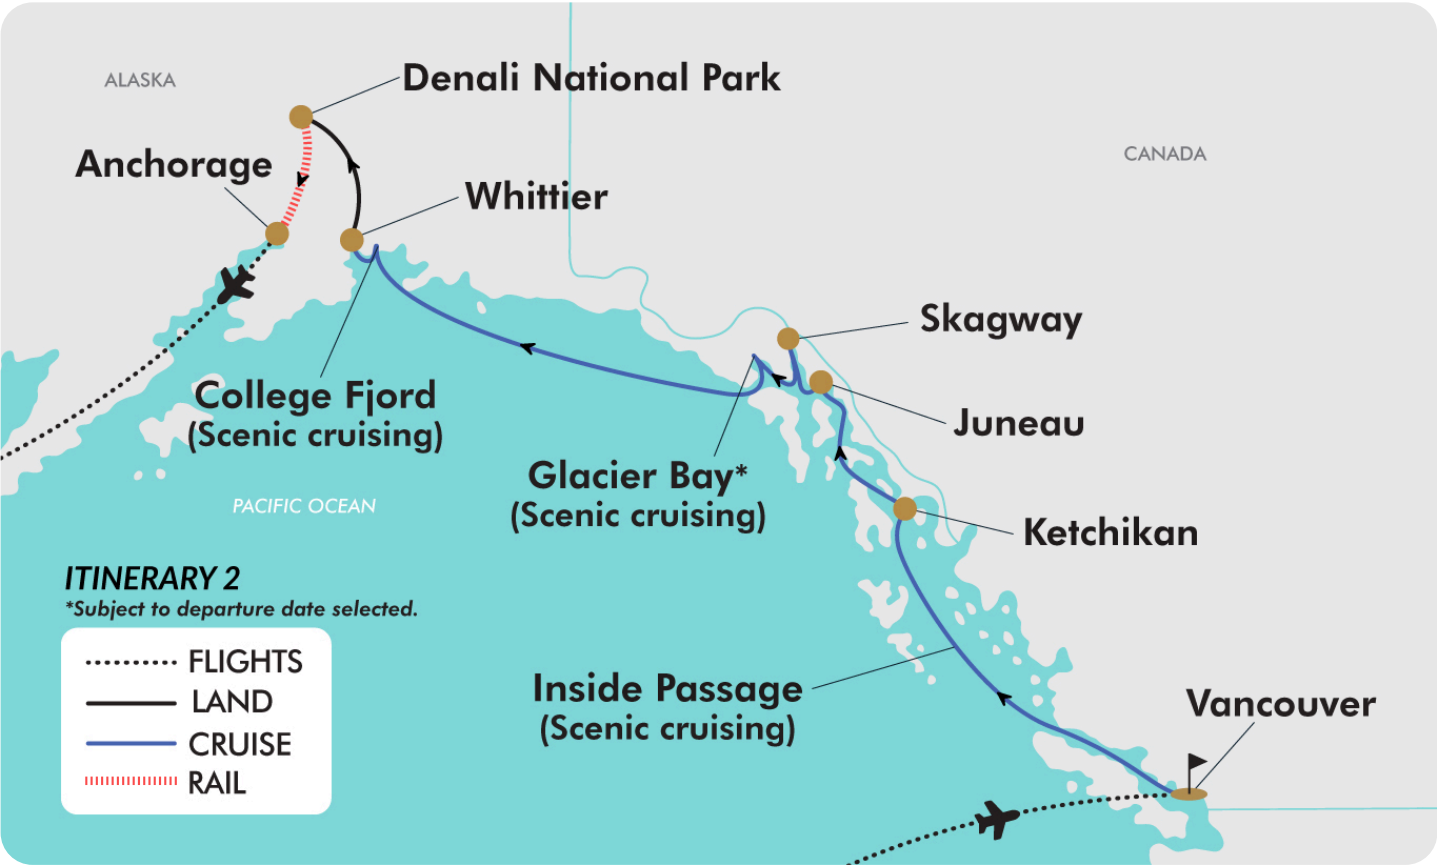 Denali National Park
ALASKA
CANADA
Anchorage
Whittier
Skagway
College Fjord
(Scenic cruising)
Juneau
Glacier Bay*
(Scenic cruising)
PACIFIC OCEAN
Ketchikan
ITINERARY 2
*Subject to departure date selected.
FLIGHTS
LAND
CRUISE
RAIL
Inside Passage
(Scenic cruising)
Vancouver